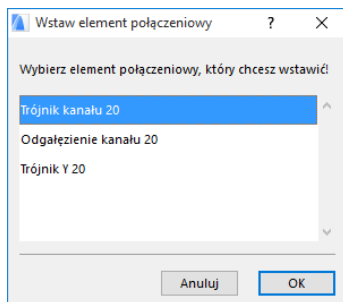 Wstaw element połączeniowy
?
Wybierz element połączeniowy, który chcesz wstawić!
Trójnik kanału 20
Odgałęzienie kanału 20
Trójnik Y 20
Anuluj
OK